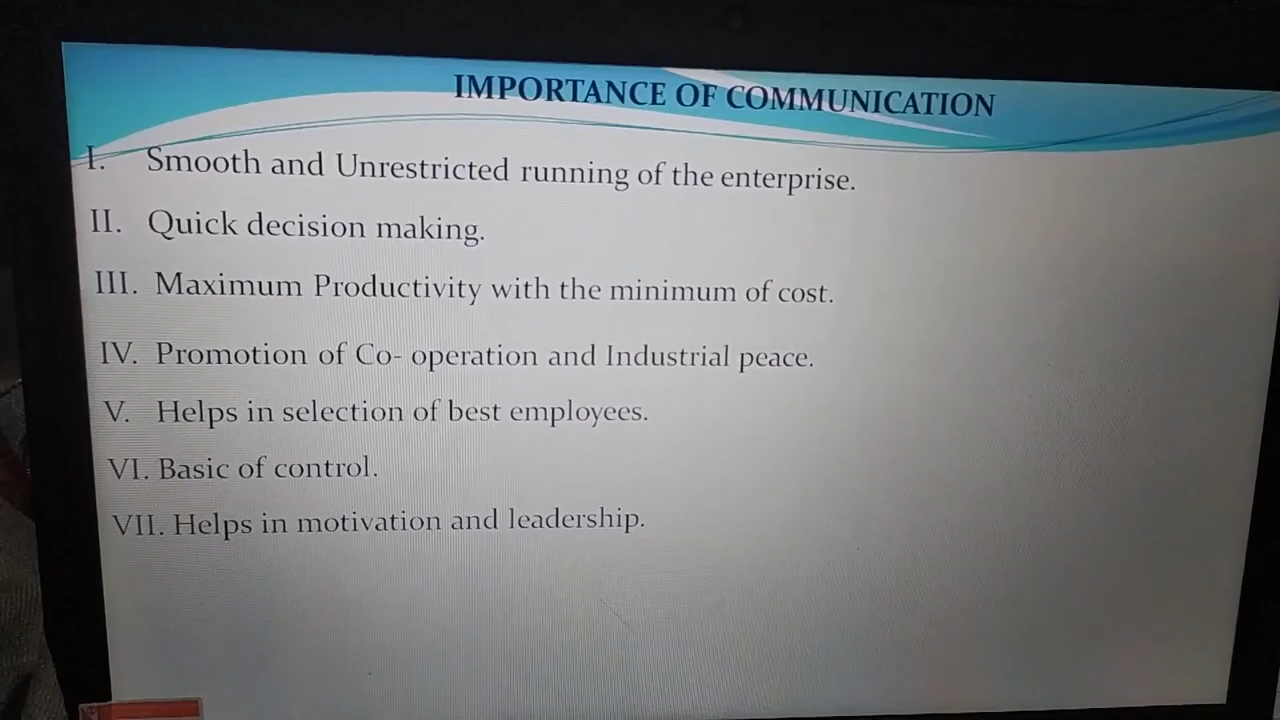 IMPORTANCE OF COMMUNICATION
I. Smooth and Unrestricted running of the enterprise.
II. Quick decision making.
III. Maximum Productivity with the minimum of cost.
IV. Promotion of Co- operation and Industrial peace.
V. Helps in selection of best employees.
VI. Basic of control.
VII. Helps in motivation and leadership.